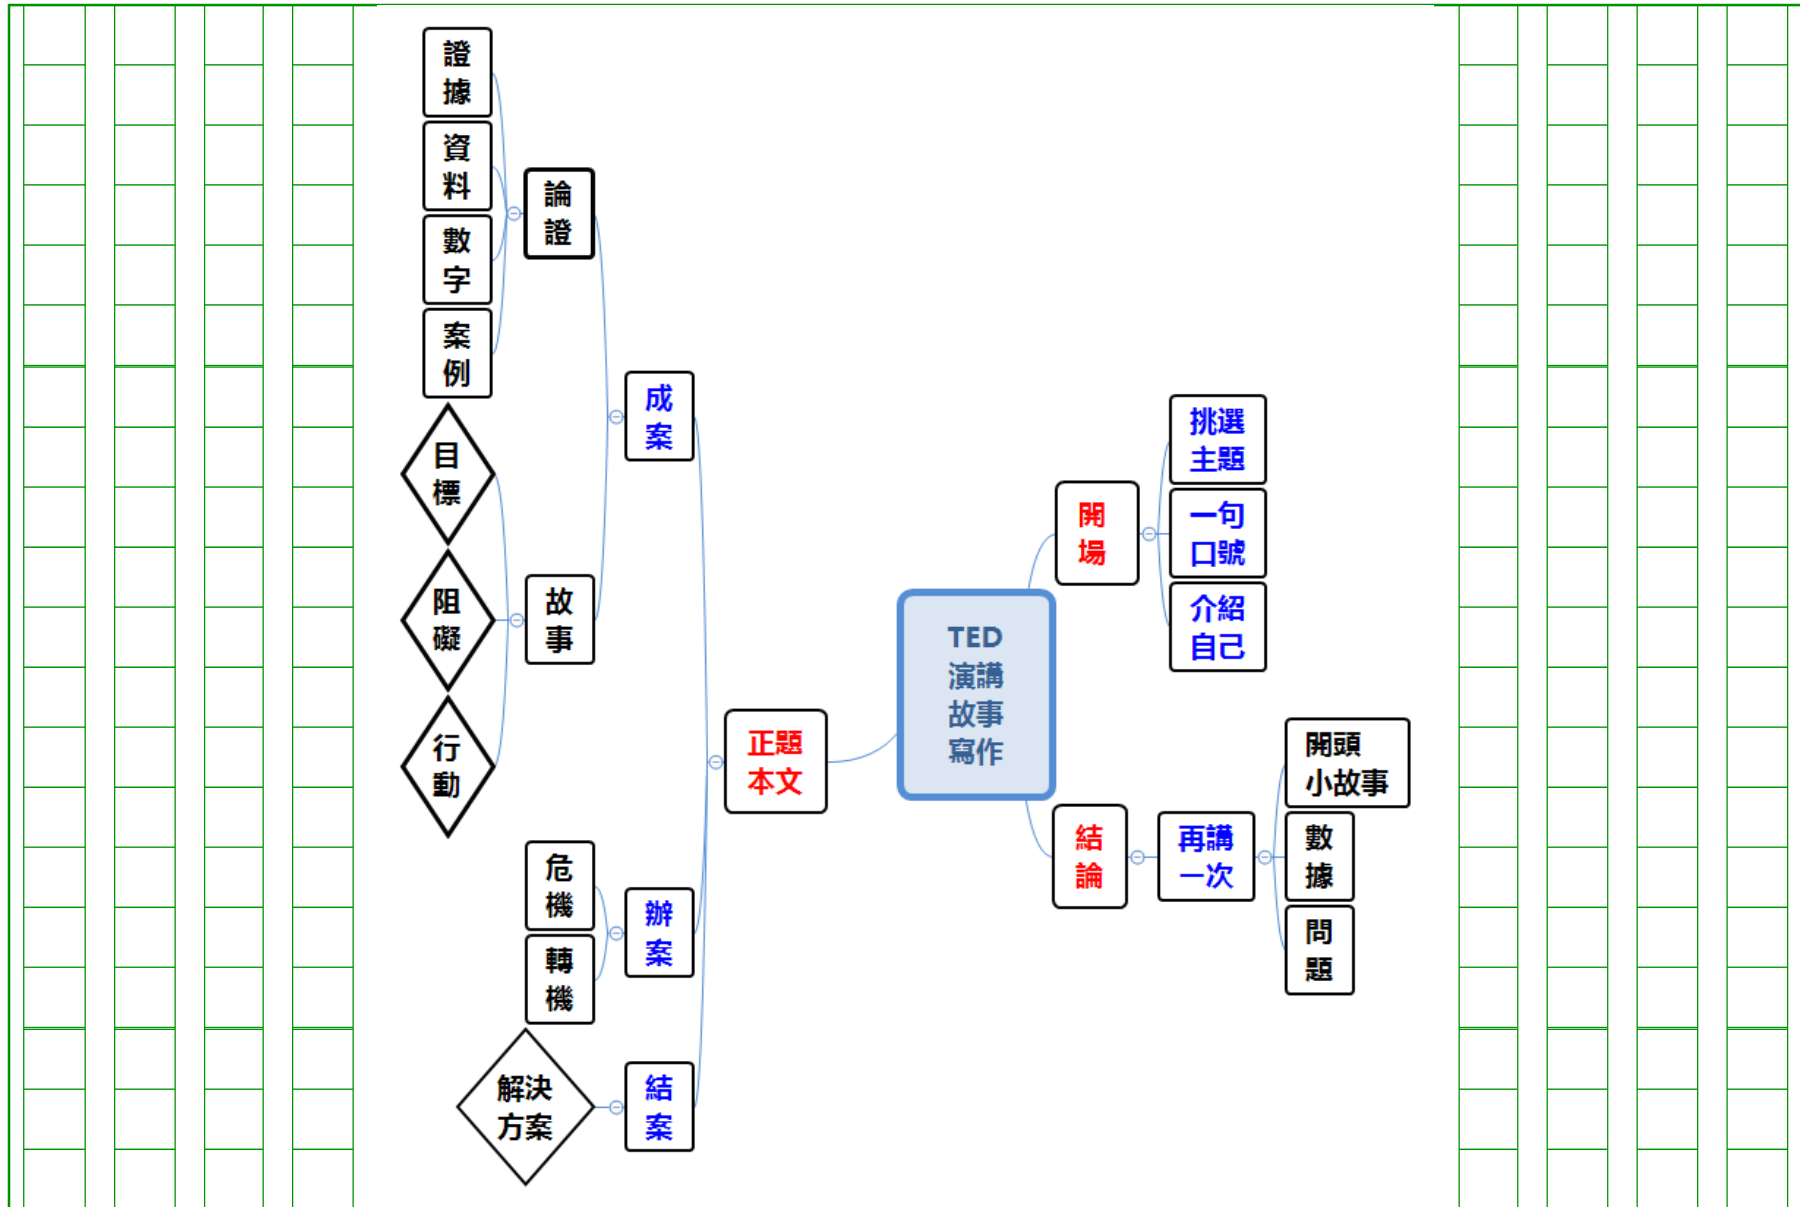 TED
演講
故事
寫作
開
場
挑選
主題
一句
口號
介紹
自己
正題
本文
成
案
論
證
證
據
資
料
數
字
案
例
故
事
目
標
阻
礙
行
動
辦
案
危
機
轉
機
結
案
解決
方案
結
論
再講
一次
開頭
小故事
數
據
問
題